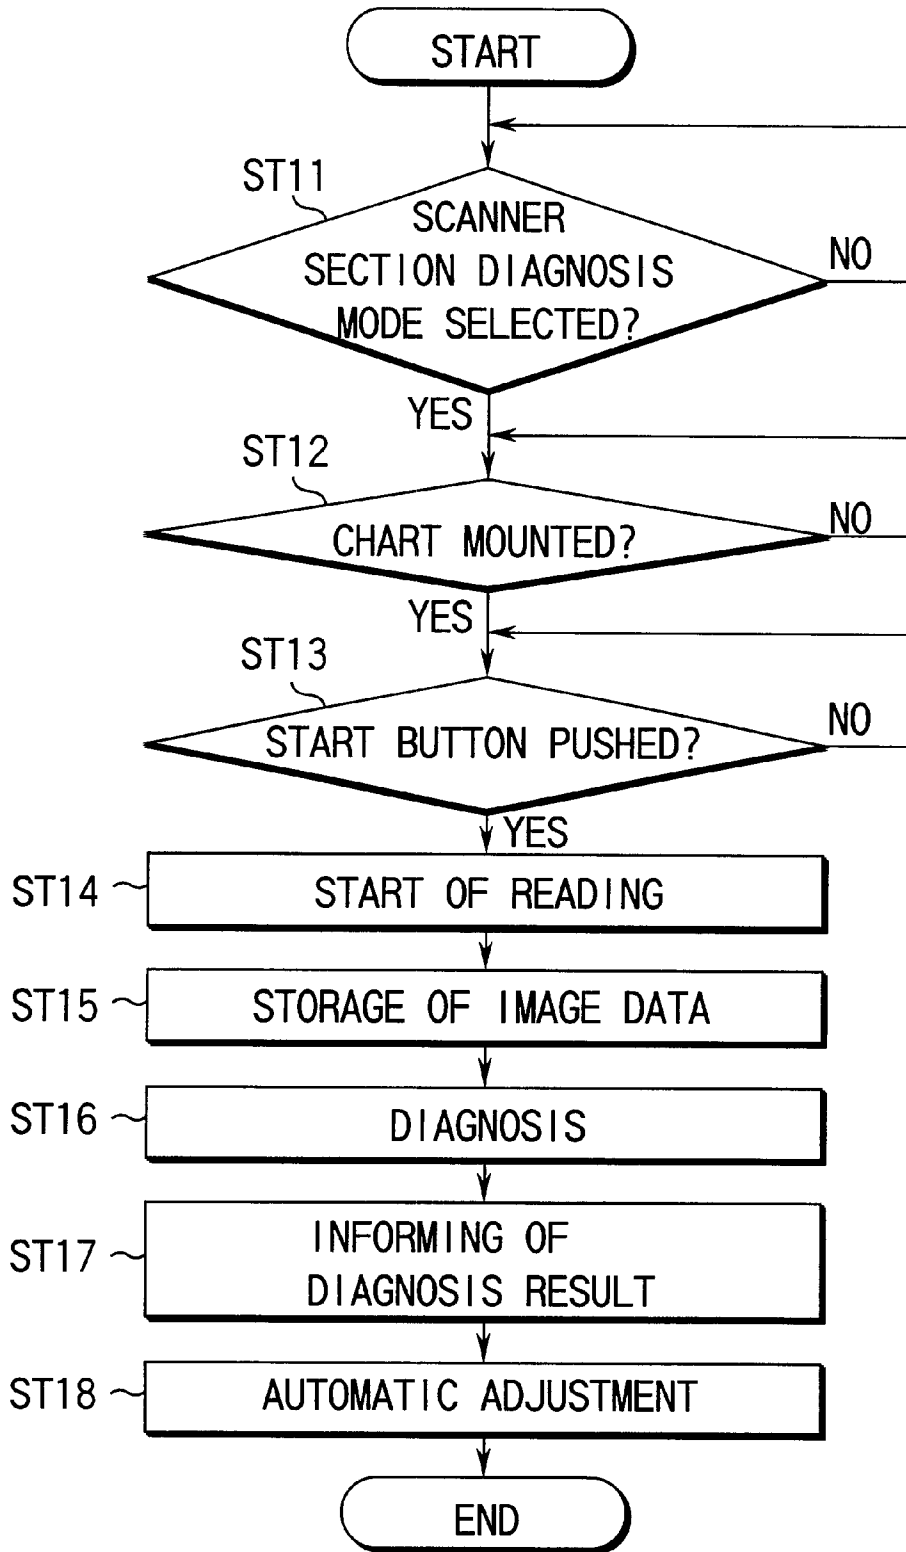 START
ST11
SCANNER
SECTION DIAGNOSIS
MODE SELECTED?
NO
YES
ST12
CHART MOUNTED?
NO
YES
ST13
START BUTTON PUSHED?
NO
YES
ST14
START OF READING
ST15
STORAGE OF IMAGE DATA
ST16
DIAGNOSIS
ST17
INFORMING OF
DIAGNOSIS RESULT
ST18
AUTOMATIC ADJUSTMENT
END